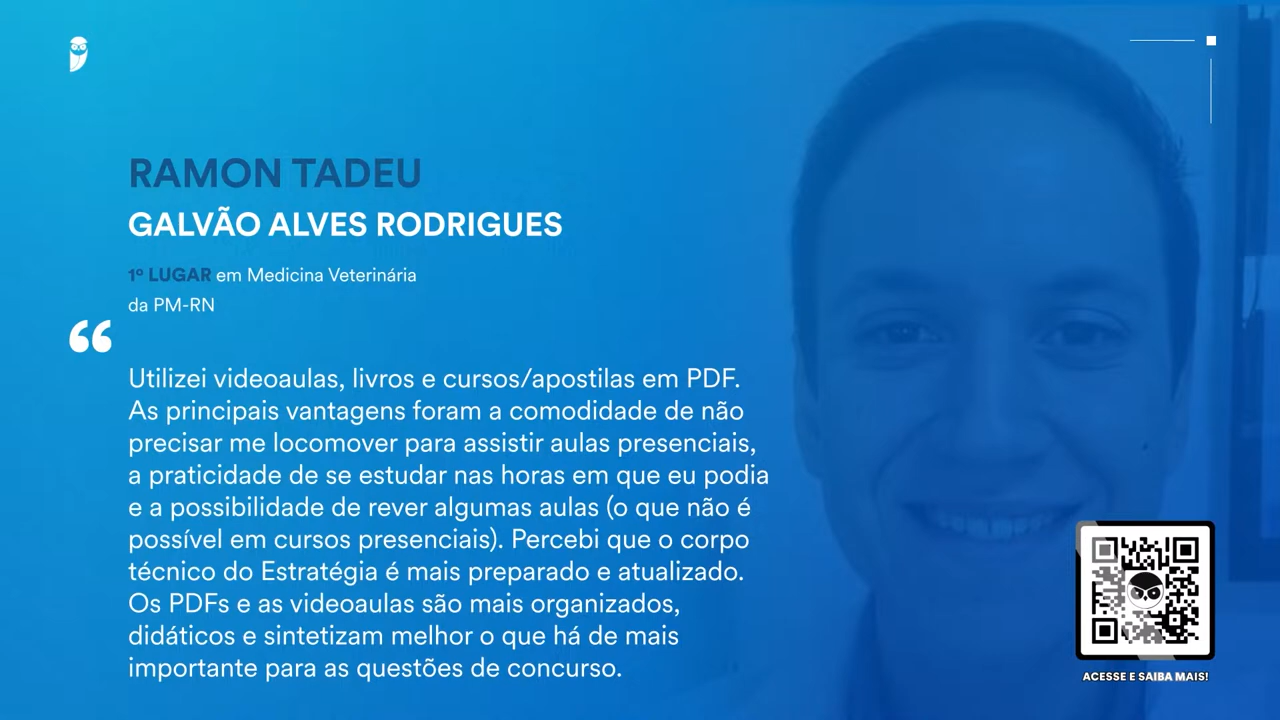 RAMON TADEU
GALVÃO ALVES RODRIGUES
1º LUGAR em Medicina Veterinária
da PM-RN
“
Utilizei videoaulas, livros e cursos/apostilas em PDF.
As principais vantagens foram a comodidade de não
precisar me locomover para assistir aulas presenciais,
a praticidade de se estudar nas horas em que eu podia
e a possibilidade de rever algumas aulas (o que não é
possível em cursos presenciais). Percebi que o corpo
técnico do Estratégia é mais preparado e atualizado.
Os PDFs e as videoaulas são mais organizados,
didáticos e sintetizam melhor o que há de mais
importante para as questões de concurso.
ACESSE E SAIBA MAIS!